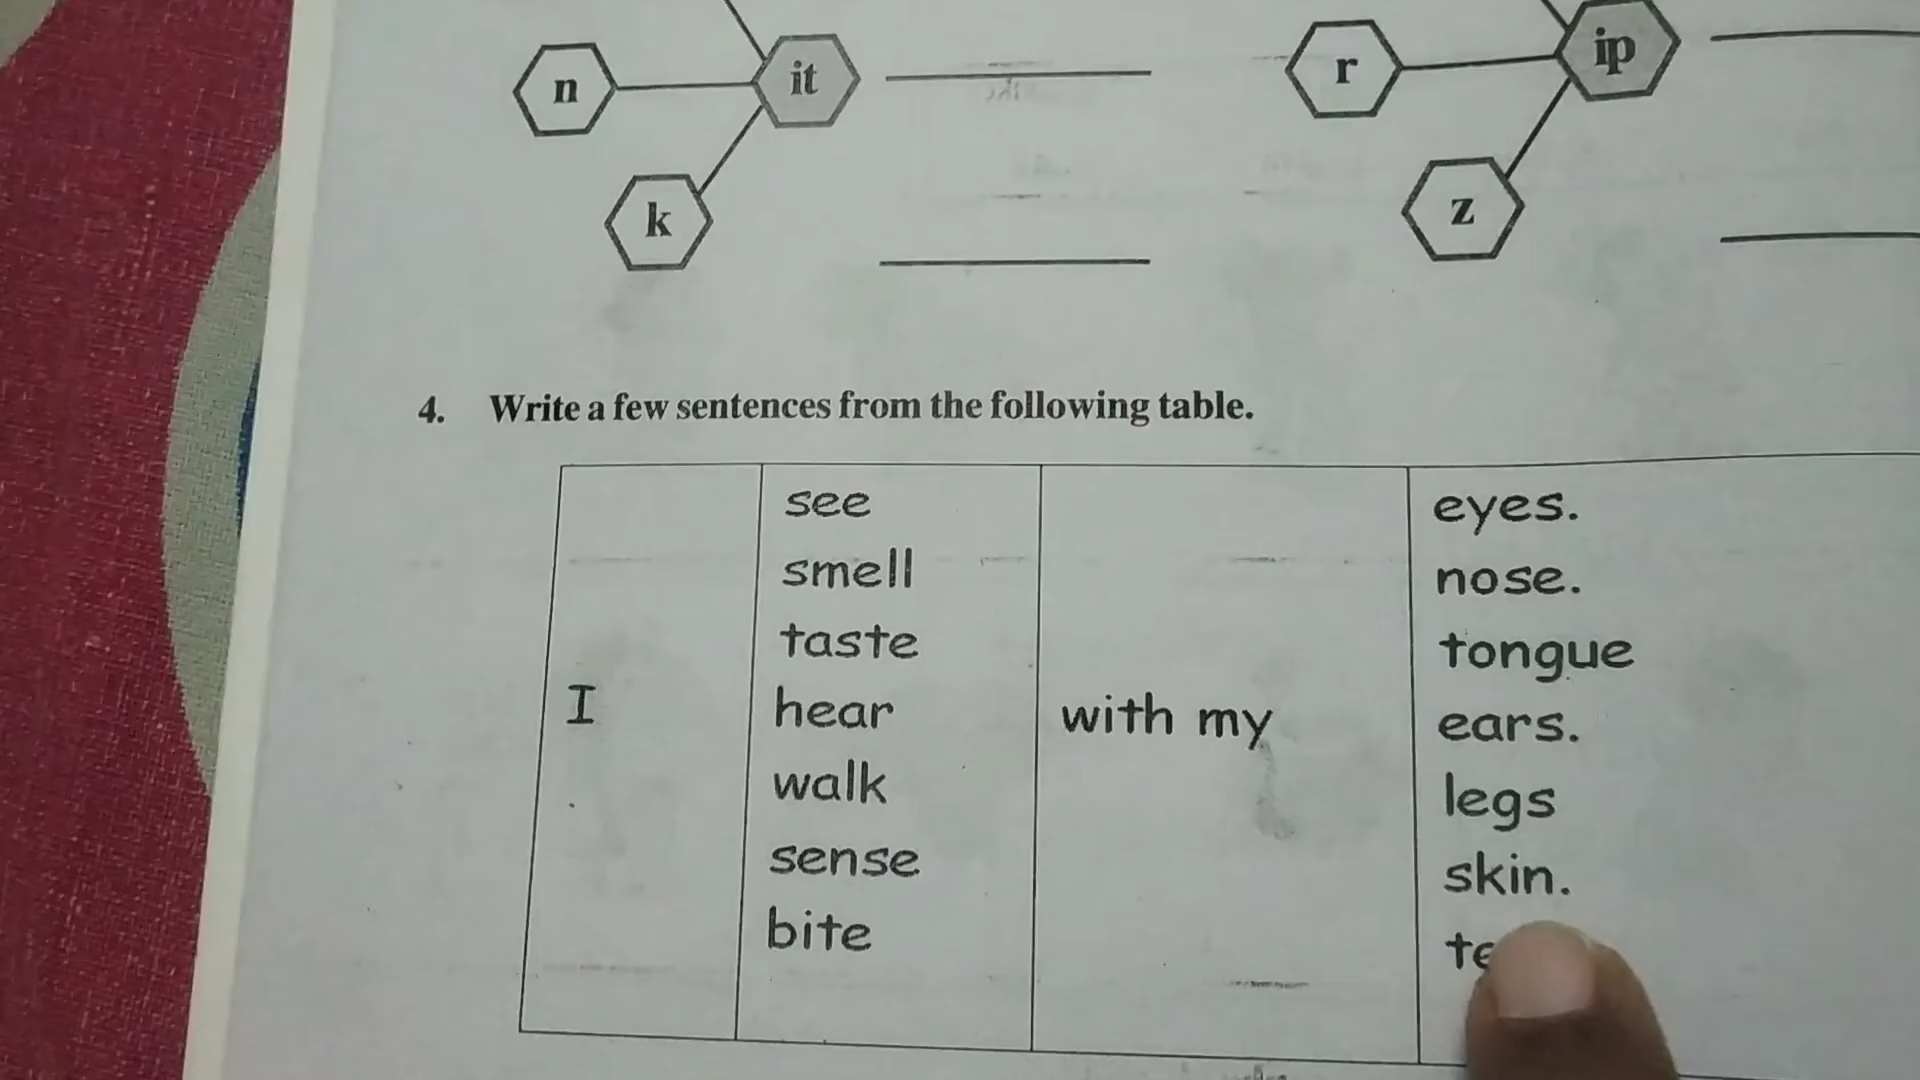 n
it
r
ip
k
z
4. Write a few sentences from the following table.
see
smell
taste
I
hear
walk
sense
bite
with my
eyes.
nose.
tongue
ears.
legs
skin.